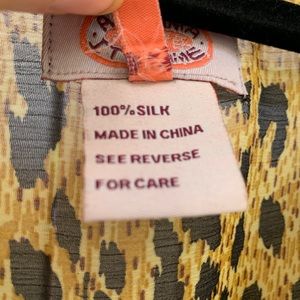 100% SILK
MADE IN CHINA
SEE REVERSE
FOR CARE